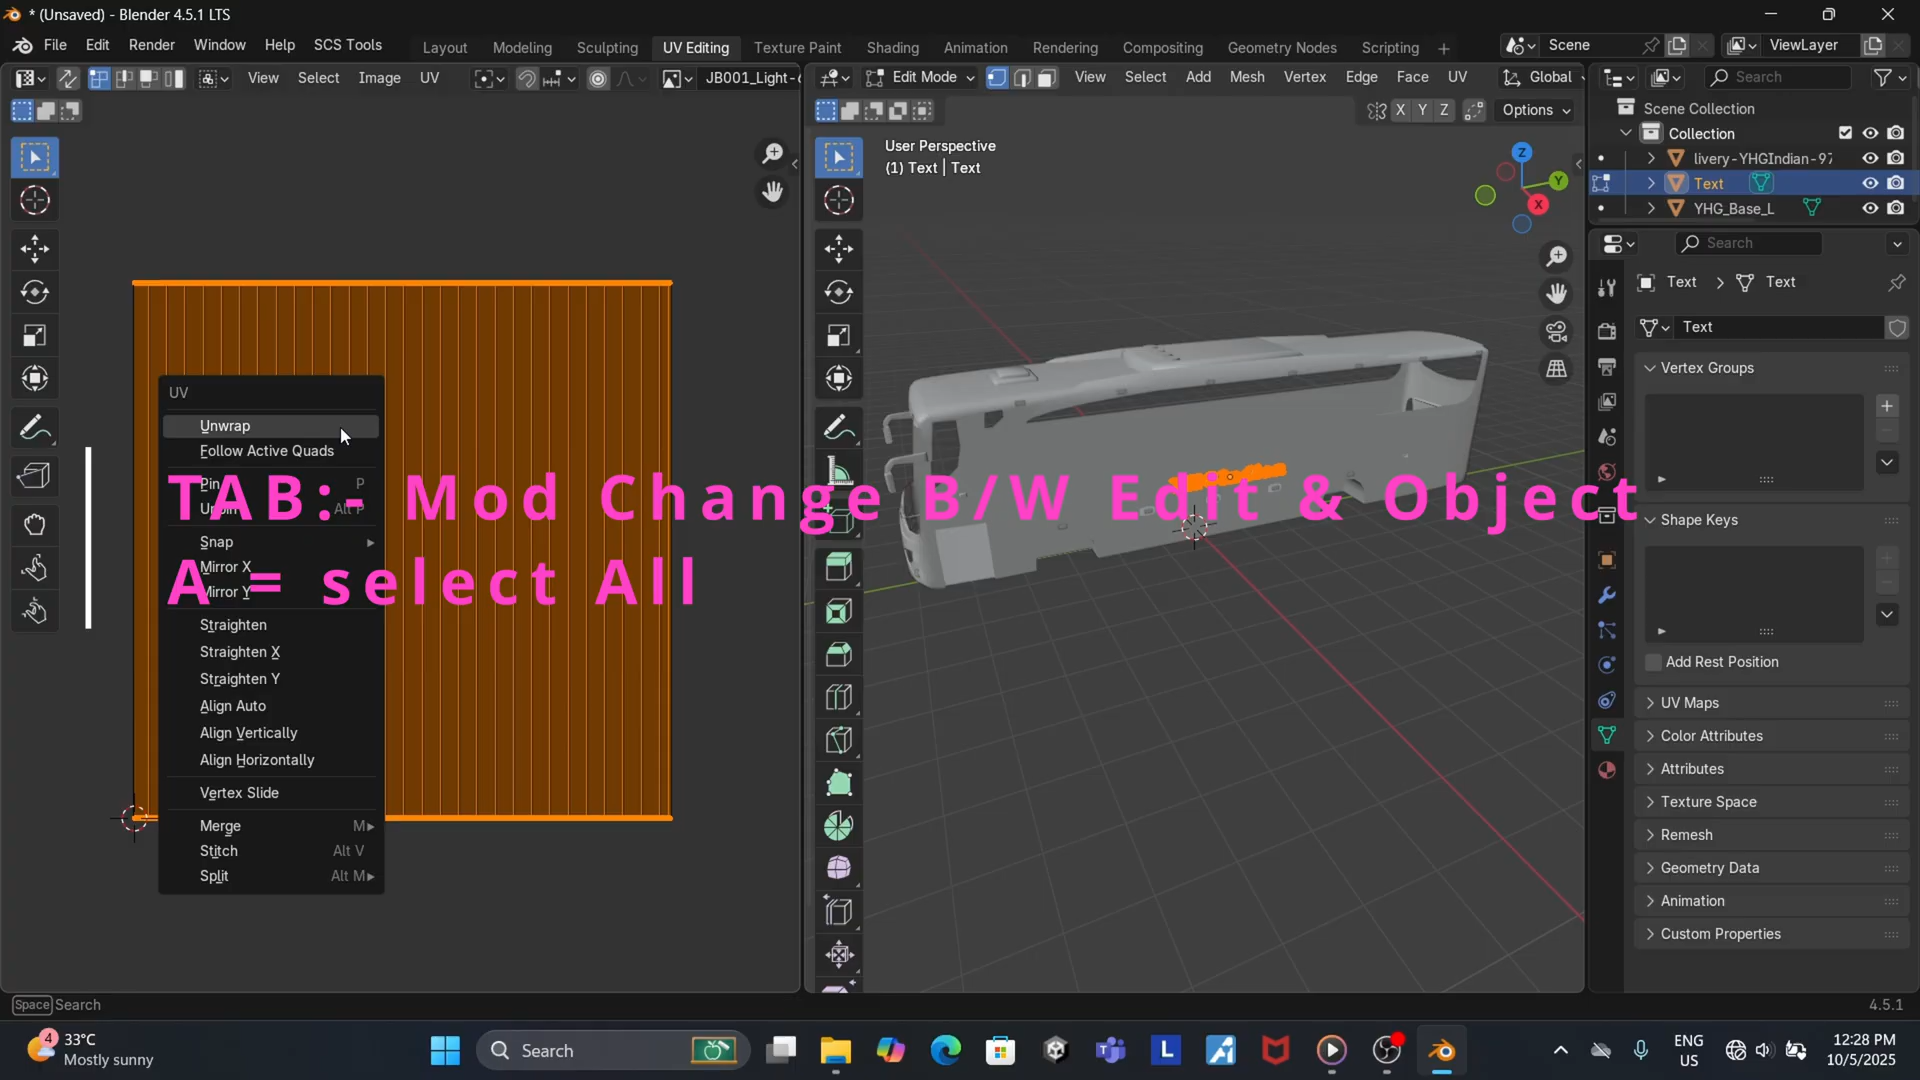 * (Unsaved) - Blender 4.5.1 LTS
File Edit Render Window Help SCS Tools
Layout Modeling Sculpting UV Editing Texture Paint Shading Animation Rendering Compositing Geometry Nodes Scripting +
Scene
ViewLayer
View Select Image UV
JB001_Light-
Edit Mode
View Select Add Mesh Vertex Edge Face UV
Global
Search
X Y Z
Options
User Perspective
(1) Text | Text
Z
Y
X
Scene Collection
Collection
livery-YHGIndian-97
Text
YHG_Base_L
Search
Text > Text
Text
Vertex Groups
Shape Keys
Add Rest Position
UV Maps
Color Attributes
Attributes
Texture Space
Remesh
Geometry Data
Animation
Custom Properties
UV
Unwrap
Follow Active Quads
Pin P
Unpin Alt P
Snap
Mirror X
Mirror Y
Straighten
Straighten X
Straighten Y
Align Auto
Align Vertically
Align Horizontally
Vertex Slide
Merge M
Stitch Alt V
Split Alt M
TAB:- Mod Change B/W Edit & Object
A = select All
Space Search
4.5.1
4
33°C
Mostly sunny
Search
L
ENG
US
12:28 PM
10/5/2025